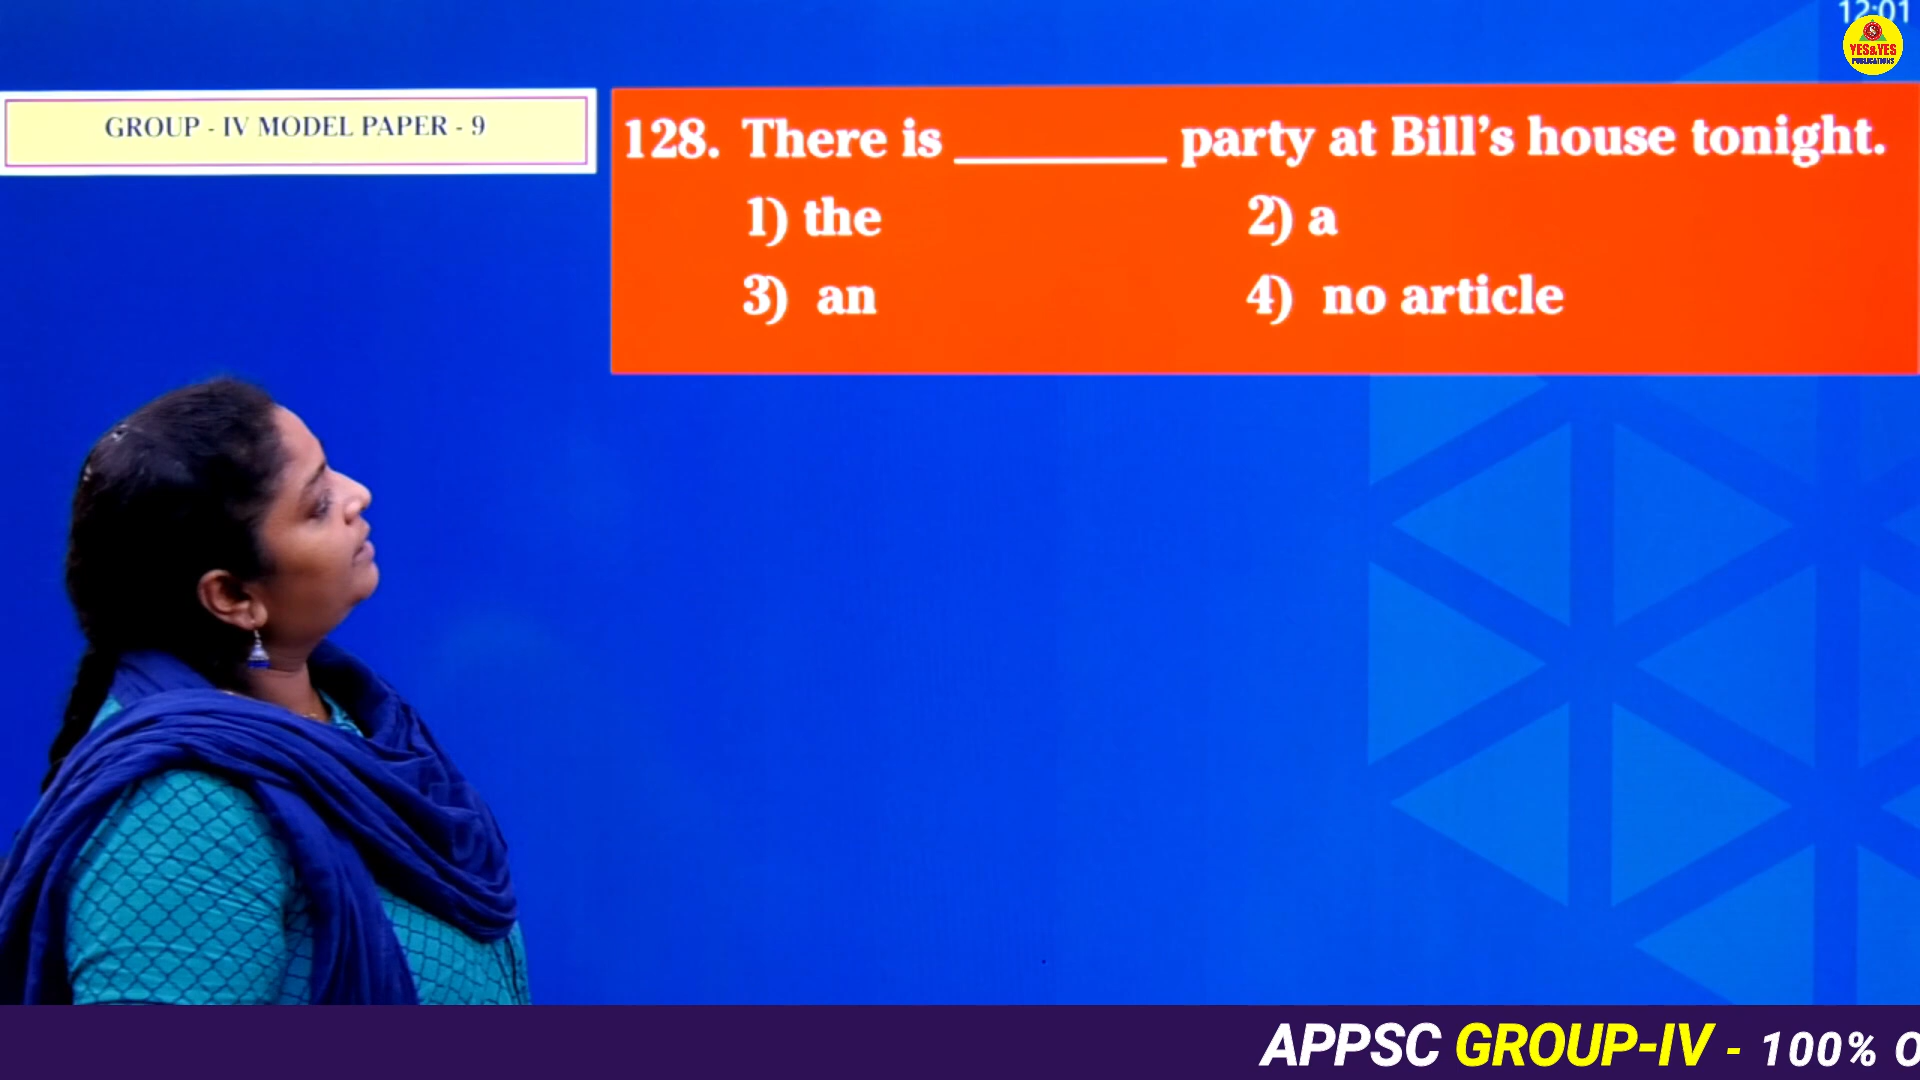 12:01
YES&YES
PUBLICATIONS
GROUP - IV MODEL PAPER - 9
128. There is ________ party at Bill’s house tonight.
1) the 2) a
3) an 4) no article
APPSC GROUP-IV - 100%